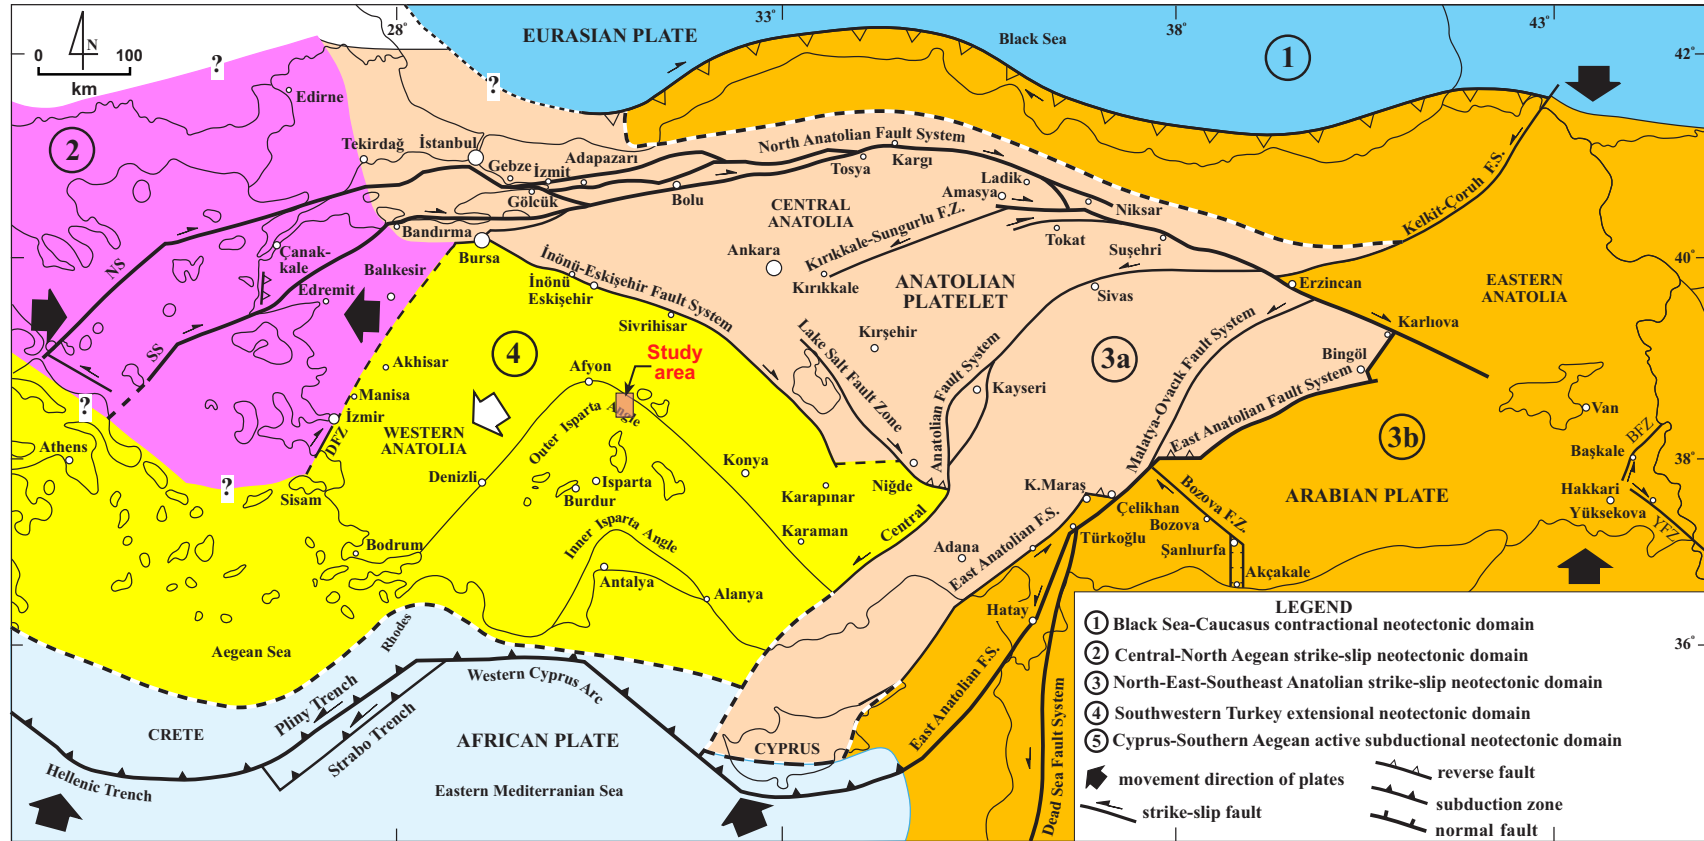 28°
33°
38°
43°
N
0 100
km
EURASIAN PLATE
Black Sea
1
42°
?
?
Edirne
2
Tekirdağ
İstanbul
Gebze
İzmit
Adapazarı
Gölcük
Bolu
North Anatolian Fault System
Tosya
Kargı
Ladik
Amasya
Niksar
Kelkit-Çoruh F.S.
CENTRAL
ANATOLIA
Ankara
Kırıkkale-Sungurlu F.Z.
Kırıkkale
Tokat
Suşehri
40°
NS
Çanak-
kale
Bandırma
Bursa
Balıkesir
Edremit
İnönü-Eskişehir Fault System
İnönü
Eskişehir
Sivrihisar
ANATOLIAN
PLATELET
Sivas
Erzincan
EASTERN
ANATOLIA
SS
Akhisar
Manisa
İzmir
DFZ
4
Study
area
Afyon
Kırşehir
Lake Salt Fault Zone
Kayseri
3a
Malatya-Ovacık Fault System
Karlıova
Bingöl
?
Athens
?
Sisam
WESTERN
ANATOLIA
Denizli
Outer Isparta Angle
Isparta
Burdur
Konya
Karapınar
Karaman
Niğde
Central Anatolian Fault System
East Anatolian Fault System
3b
Van
BFZ
Başkale
38°
Hakkari
Yüksekova
YFZ
K.Maraş
Çelikhan
Bozova
Bozova F.Z.
ARABIAN PLATE
Türkoğlu
Şanlıurfa
Akçakale
Bodrum
Inner Isparta Angle
Antalya
Alanya
Adana
East Anatolian F.S.
Hatay
36°
Aegean Sea
Rhodes
Pliny Trench
Strabo Trench
Western Cyprus Arc
CRETE
Hellenic Trench
AFRICAN PLATE
Eastern Mediterranean Sea
CYPRUS
East Anatolian F.S.
Dead Sea Fault System
LEGEND
1 Black Sea-Caucasus contractional neotectonic domain
2 Central-North Aegean strike-slip neotectonic domain
3 North-East-Southeast Anatolian strike-slip neotectonic domain
4 Southwestern Turkey extensional neotectonic domain
5 Cyprus-Southern Aegean active subductional neotectonic domain
movement direction of plates
reverse fault
subduction zone
strike-slip fault
normal fault